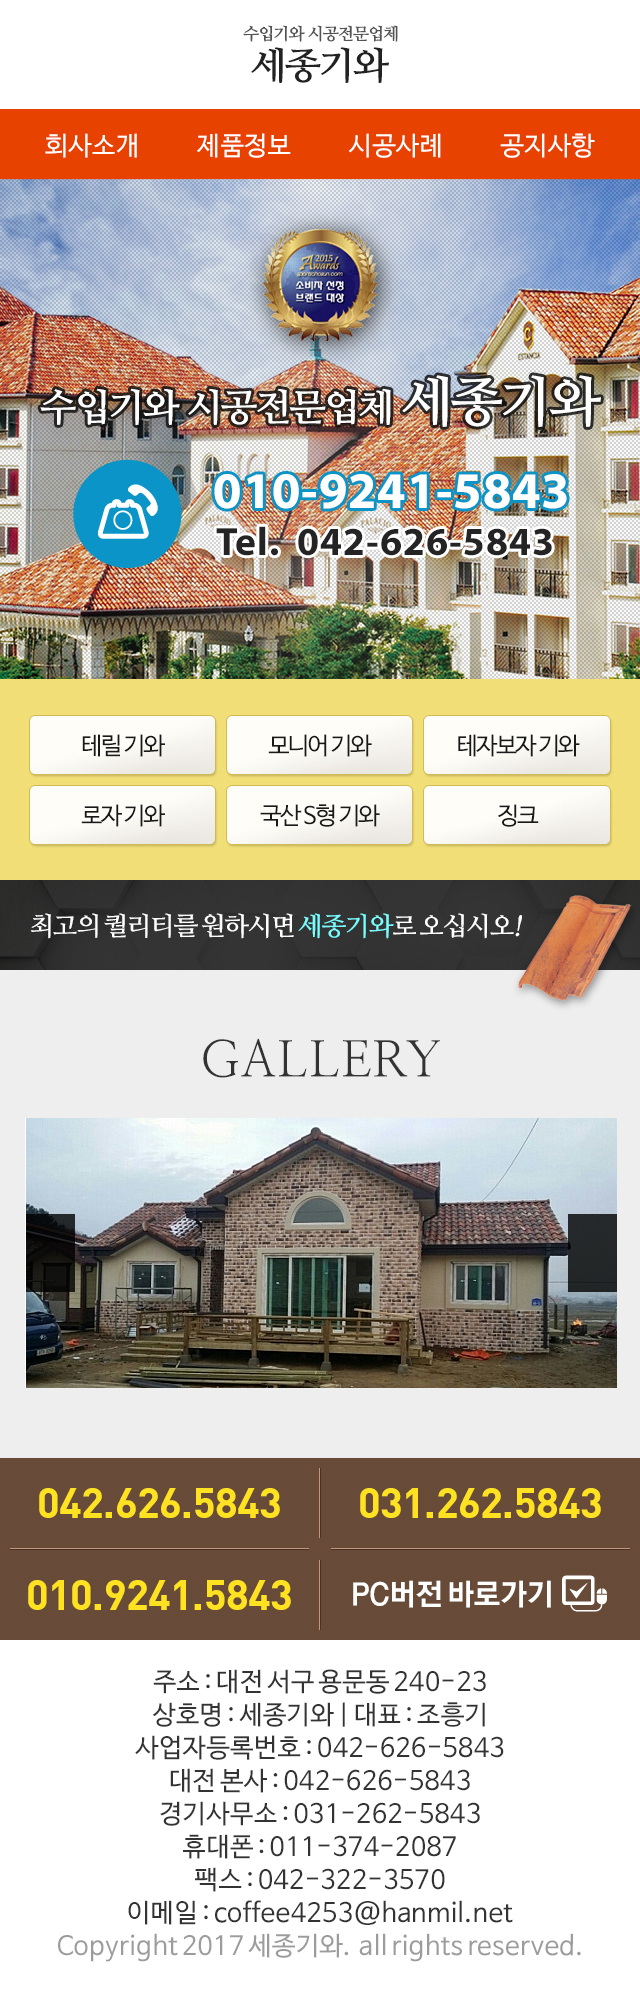 수입기와 시공전문업체
세종기와
회사소개 제품정보 시공사례 공지사항
2015
Awards
소비자 선정
브랜드 대상
ESTANCIA
수입기와 시공전문업체 세종기와
010-9241-5843
Tel. 042-626-5843
테릴 기와 모니어 기와 테자보자 기와
로자 기와 국산 S형 기와 징크
최고의 퀄리티를 원하시면 세종기와로 오십시오!
GALLERY
042.626.5843 031.262.5843
010.9241.5843 PC버전 바로가기
주소 : 대전 서구 용문동 240-23
상호명 : 세종기와 | 대표 : 조흥기
사업자등록번호 : 042-626-5843
대전 본사 : 042-626-5843
경기사무소 : 031-262-5843
휴대폰 : 011-374-2087
팩스 : 042-322-3570
이메일 : coffee4253@hanmil.net
Copyright 2017 세종기와. all rights reserved.